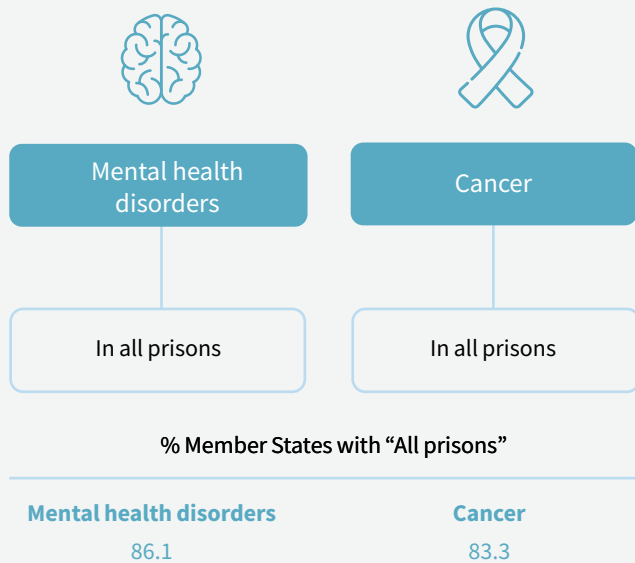 Mental health
disorders
Cancer
In all prisons
In all prisons
% Member States with “All prisons”
Mental health disorders
Cancer
86.1
83.3